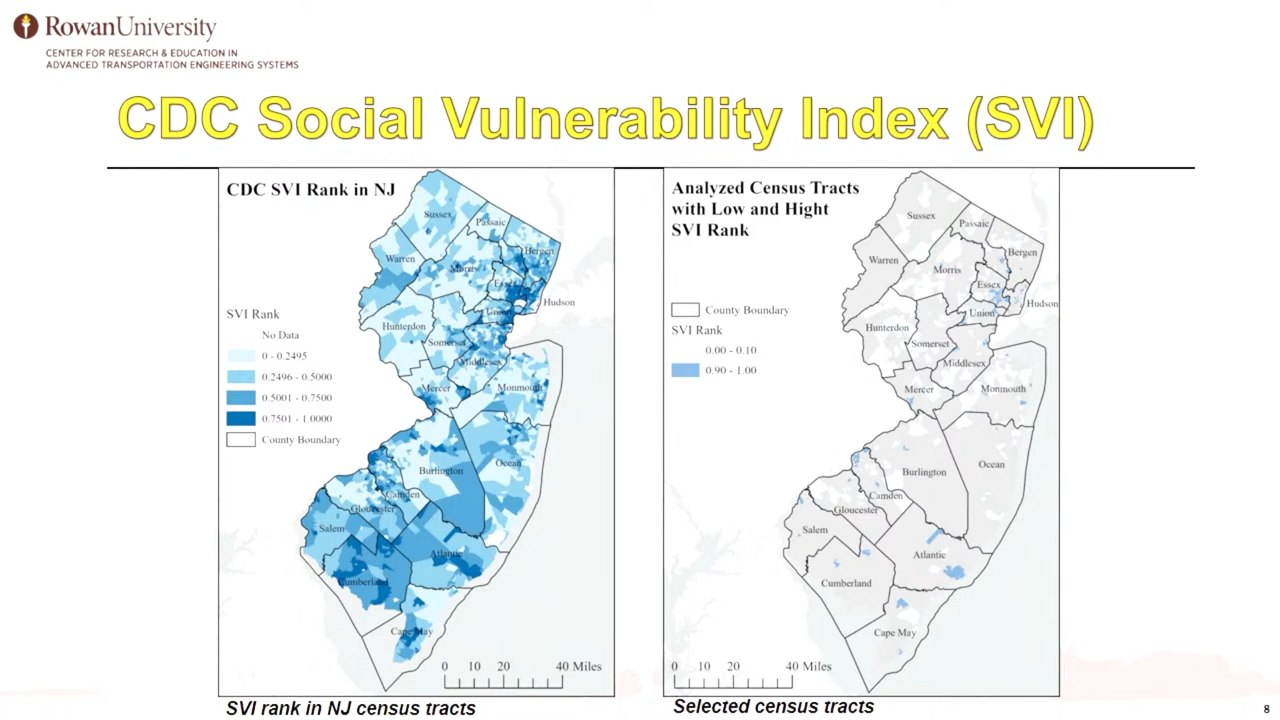 RowanUniversity
CENTER FOR RESEARCH & EDUCATION IN
ADVANCED TRANSPORTATION ENGINEERING SYSTEMS
CDC Social Vulnerability Index (SVI)
CDC SVI Rank in NJ
Sussex
Passaic
Bergen
Warren
Morris
Essex
Hudson
Union
Hunterdon
Somerset
Middlesex
Mercer
Monmouth
Burlington
Ocean
Camden
Gloucester
Salem
Atlantic
Cumberland
Cape May
SVI Rank
No Data
0 - 0.2495
0.2496 - 0.5000
0.5001 - 0.7500
0.7501 - 1.0000
County Boundary
0 10 20 40 Miles
SVI rank in NJ census tracts
Analyzed Census Tracts
with Low and Hight
SVI Rank
Sussex
Passaic
Bergen
Warren
Morris
Essex
Hudson
Union
Hunterdon
Somerset
Middlesex
Mercer
Monmouth
Burlington
Ocean
Camden
Gloucester
Salem
Atlantic
Cumberland
Cape May
County Boundary
SVI Rank
0.00 - 0.10
0.90 - 1.00
0 10 20 40 Miles
Selected census tracts
8